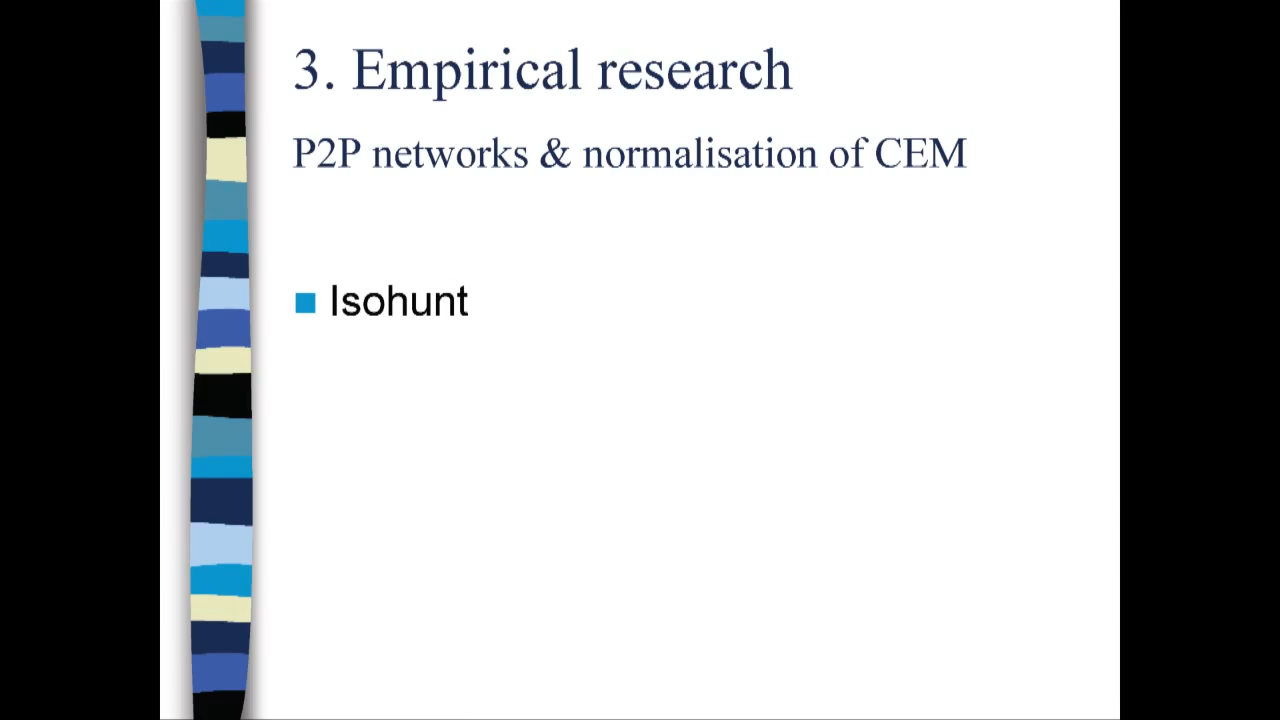 3. Empirical research
P2P networks & normalisation of CEM
Isohunt